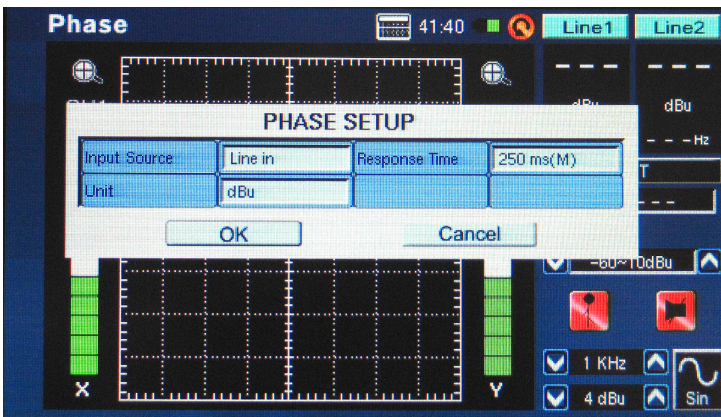 Phase
41:40
Line1
Line2
--- ---
dBu
dBu
--- Hz
PHASE SETUP
Input Source
Line in
Response Time
250 ms(M)
Unit
dBu
T
---
OK
Cancel
-60~10dBu
X
Y
1 KHz
4 dBu
Sin